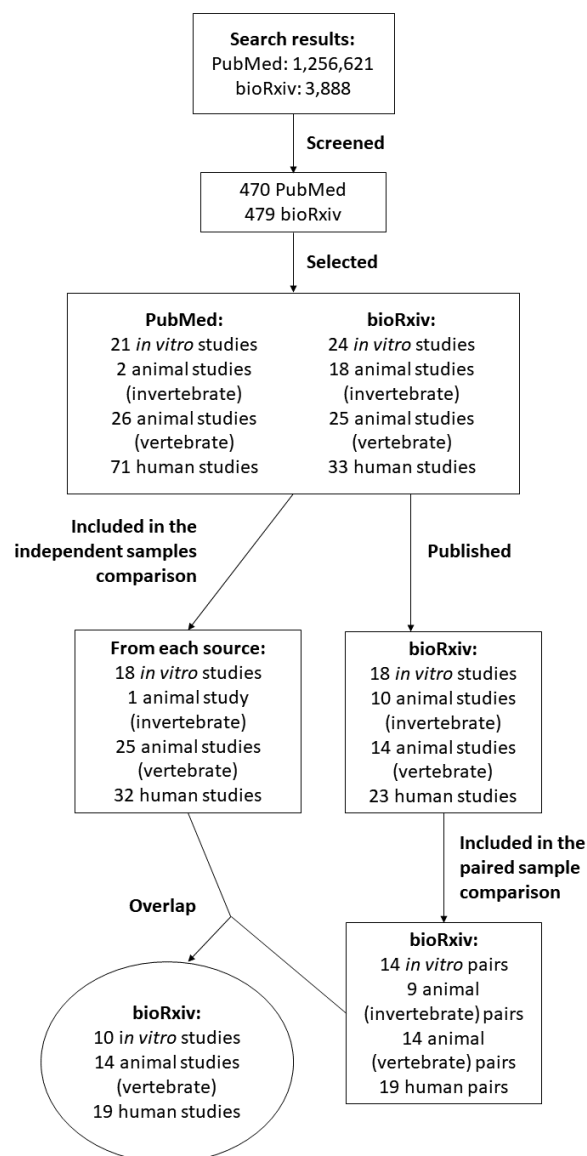 Search results:
PubMed: 1,256,621
bioRxiv: 3,888
Screened
470 PubMed
479 bioRxiv
Selected
PubMed:
21 in vitro studies
2 animal studies
(invertebrate)
26 animal studies
(vertebrate)
71 human studies
bioRxiv:
24 in vitro studies
18 animal studies
(invertebrate)
25 animal studies
(vertebrate)
33 human studies
Included in the
independent samples
comparison
Published
From each source:
18 in vitro studies
1 animal study
(invertebrate)
25 animal studies
(vertebrate)
32 human studies
bioRxiv:
18 in vitro studies
10 animal studies
(invertebrate)
14 animal studies
(vertebrate)
23 human studies
Included in the
paired sample
comparison
Overlap
bioRxiv:
14 in vitro pairs
9 animal
(invertebrate) pairs
14 animal
(vertebrate) pairs
19 human pairs
bioRxiv:
10 in vitro studies
14 animal studies
(vertebrate)
19 human studies